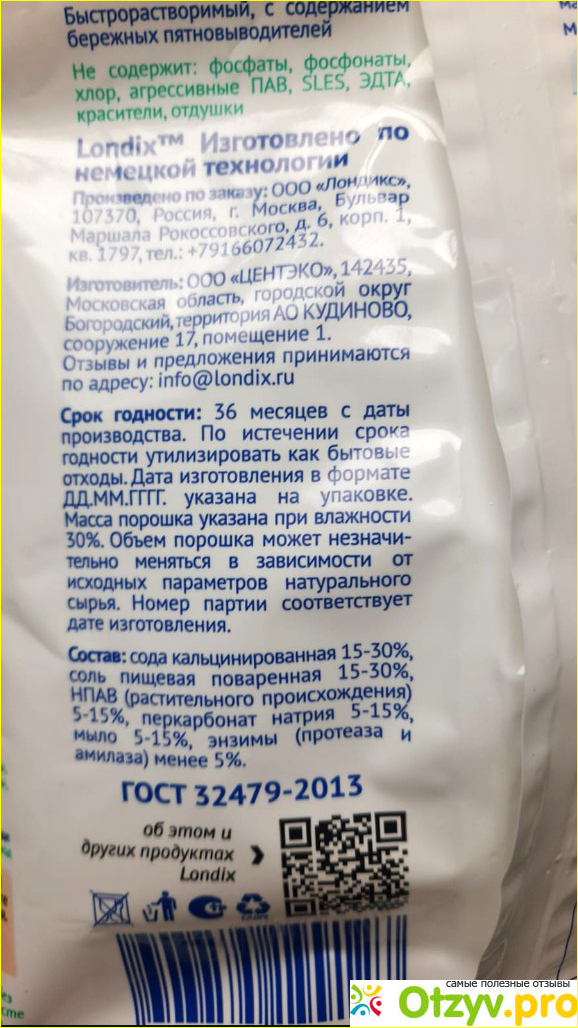 Быстрорастворимый, с содержанием
бережных пятновыводителей
Не содержит: фосфаты, фосфонаты,
хлор, агрессивные ПАВ, SLES, ЭДТА,
красители, отдушки
Londix™ Изготовлено по
немецкой технологии
Произведено по заказу: ООО «Лондикс»,
107370, Россия, г. Москва, Бульвар
Маршала Рокоссовского, д. 6, корп. 1,
кв. 1797, тел.: +79166072432.
Изготовитель: ООО «ЦЕНТЭКО», 142435,
Московская область, городской округ
Богородский, территория АО КУДИНОВО,
сооружение 17, помещение 1.
Отзывы и предложения принимаются
по адресу: info@londix.ru
Срок годности: 36 месяцев с даты
производства. По истечении срока
годности утилизировать как бытовые
отходы. Дата изготовления в формате
ДД.ММ.ГГГГ. указана на упаковке.
Масса порошка указана при влажности
30%. Объем порошка может незначи-
тельно меняться в зависимости от
исходных параметров натурального
сырья. Номер партии соответствует
дате изготовления.
Состав: сода кальцинированная 15-30%,
соль пищевая поваренная 15-30%,
НПАВ (растительного происхождения)
5-15%, перкарбонат натрия 5-15%,
мыло 5-15%, энзимы (протеаза и
амилаза) менее 5%.
ГОСТ 32479-2013
об этом и
других продуктах
Londix
самые полезные отзывы
Otzyv.pro